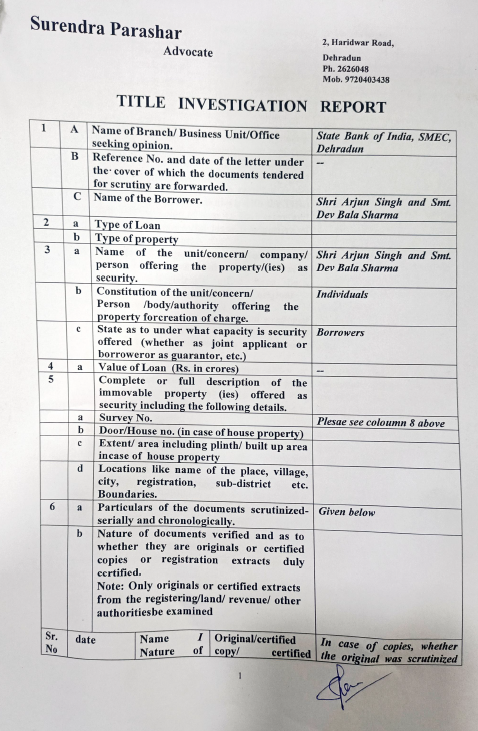 Surendra Parashar
Advocate
2, Haridwar Road,
Dehradun
Ph. 2626048
Mob. 9720403438
TITLE INVESTIGATION REPORT
1 A Name of Branch/ Business Unit/Office State Bank of India, SMEC,
seeking opinion. Dehradun
B Reference No. and date of the letter under --
the cover of which the documents tendered
for scrutiny are forwarded.
C Name of the Borrower. Shri Arjun Singh and Smt.
Dev Bala Sharma
2 a Type of Loan
b Type of property
3 a Name of the unit/concern/ company/ Shri Arjun Singh and Smt.
person offering the property/(ies) as Dev Bala Sharma
security.
b Constitution of the unit/concern/ Individuals
Person /body/authority offering the
property forcreation of charge.
c State as to under what capacity is security Borrowers
offered (whether as joint applicant or
borroweror as guarantor, etc.)
4 a Value of Loan (Rs. in crores) --
5 Complete or full description of the
immovable property (ies) offered as
security including the following details.
a Survey No. Plesae see coloumn 8 above
b Door/House no. (in case of house property)
c Extent/ area including plinth/ built up area
incase of house property
d Locations like name of the place, village,
city, registration, sub-district etc.
Boundaries.
6 a Particulars of the documents scrutinized- Given below
serially and chronologically.
b Nature of documents verified and as to
whether they are originals or certified
copies or registration extracts duly
certified.
Note: Only originals or certified extracts
from the registering/land/ revenue/ other
authoritiesbe examined
Sr. date Name / Original/certified In case of copies, whether
No Nature of copy/ certified the original was scrutinized
1